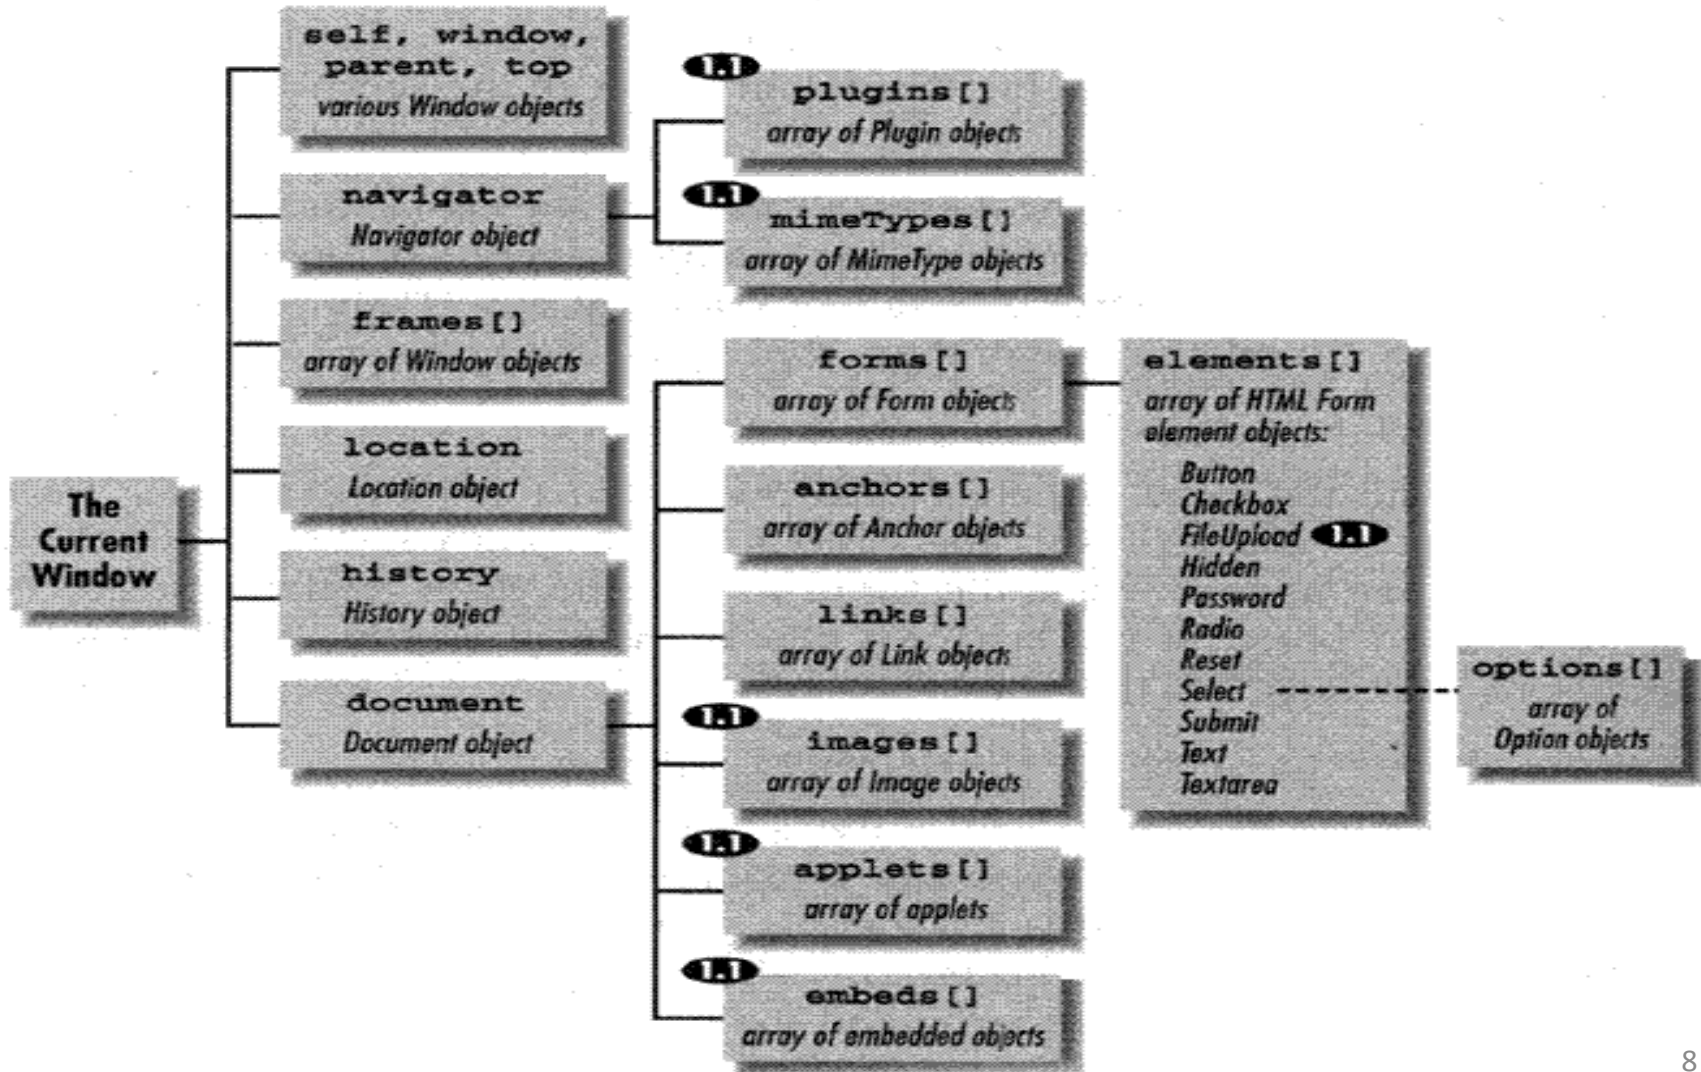 self, window,
parent, top
various Window objects
1.1
plugins[]
array of Plugin objects
navigator
Navigator object
1.1
mimeTypes[]
array of MimeType objects
frames[]
array of Window objects
forms[]
array of Form objects
elements[]
array of HTML Form
element objects:
Button
Checkbox
FileUpload 1.1
Hidden
Password
Radio
Reset
Select
Submit
Text
Textarea
options[]
array of
Option objects
location
Location object
anchors[]
array of Anchor objects
The
Current
Window
history
History object
links[]
array of Link objects
document
Document object
1.1
images[]
array of Image objects
1.1
applets[]
array of applets
1.1
embeds[]
array of embedded objects
8